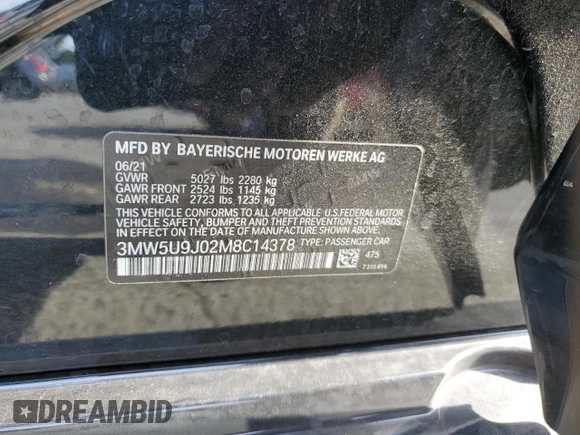 MFD BY BAYERISCHE MOTOREN WERKE AG
06/21
GVWR 5027 lbs 2280 kg
GAWR FRONT 2524 lbs 1145 kg
GAWR REAR 2723 lbs 1235 kg
THIS VEHICLE CONFORMS TO ALL APPLICABLE U.S. FEDERAL MOTOR
VEHICLE SAFETY, BUMPER, AND THEFT PREVENTION STANDARDS
IN EFFECT ON THE DATE OF MANUFACTURE SHOWN ABOVE.
3MW5U9J02M8C14378 TYPE: PASSENGER CAR
475
DREAMBID